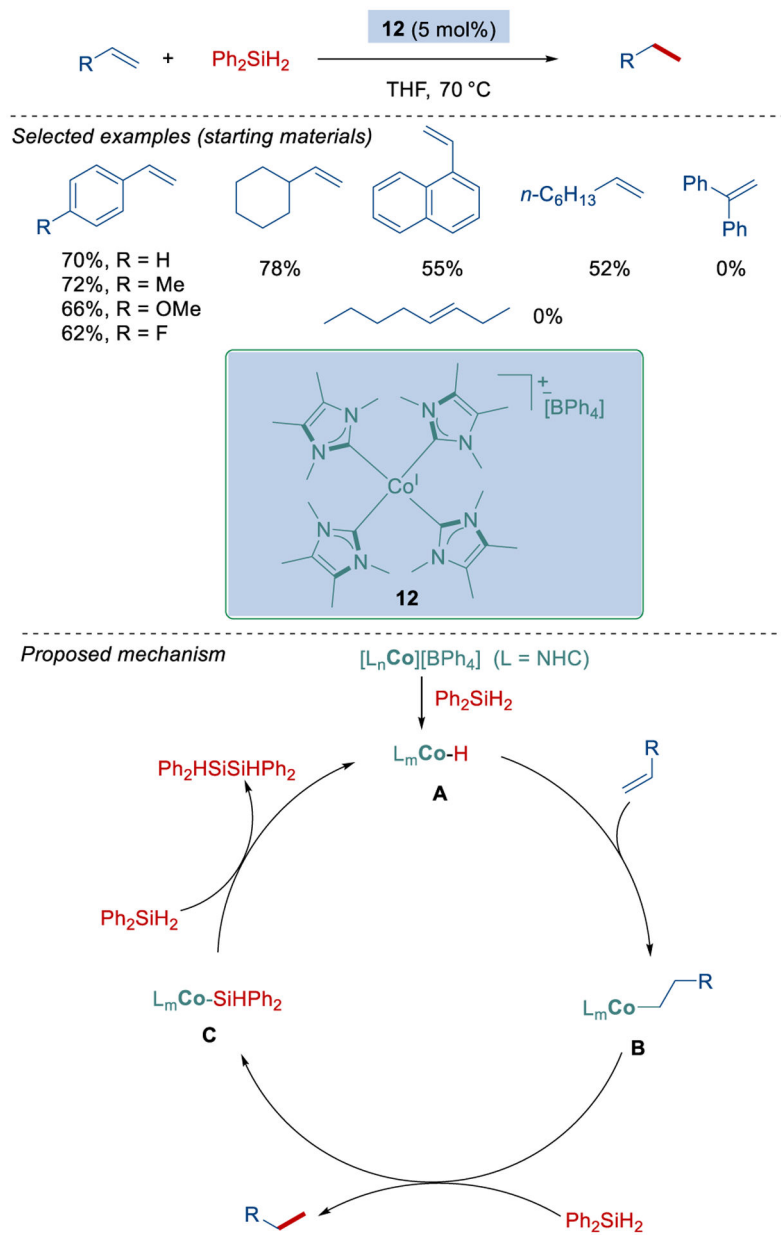 12 (5 mol%)
R + Ph₂SiH₂ R
THF, 70 °C
Selected examples (starting materials)
R
n-C₆H₁₃
Ph
Ph
70%, R = H
72%, R = Me
66%, R = OMe
62%, R = F
78%
55%
52%
0%
0%
N N N N
Coᴵ
N N N N
+
–
[BPh₄]
12
Proposed mechanism
[LₙCo][BPh₄] (L = NHC)
Ph₂SiH₂
LₘCo-H
A
R
Ph₂HSiSiHPh₂
Ph₂SiH₂
LₘCo-SiHPh₂
C
LₘCo R
B
R
Ph₂SiH₂